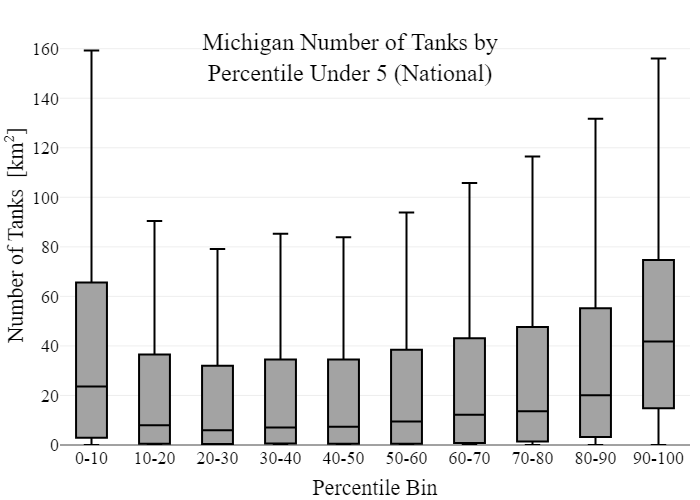 Michigan Number of Tanks by
Percentile Under 5 (National)
Number of Tanks [km²]
160
140
120
100
80
60
40
20
0
0-10 10-20 20-30 30-40 40-50 50-60 60-70 70-80 80-90 90-100
Percentile Bin